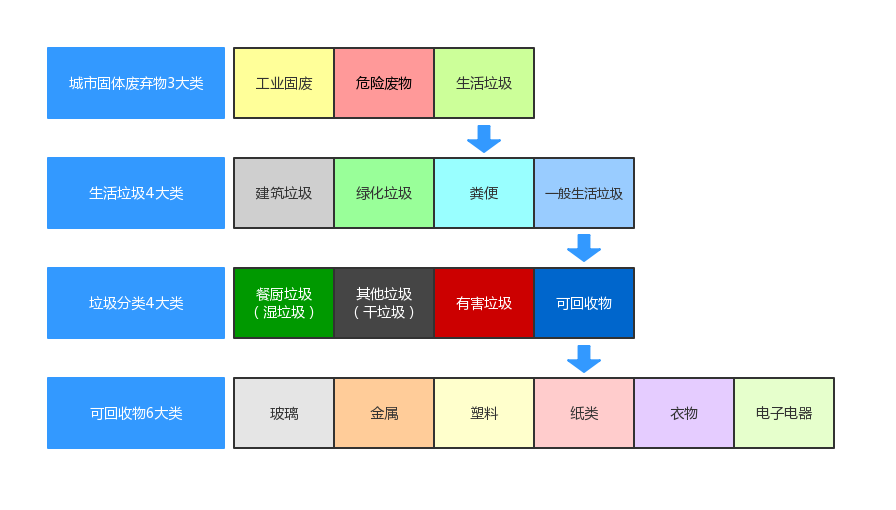 城市固体废弃物3大类
工业固废
危险废物
生活垃圾
生活垃圾4大类
建筑垃圾
绿化垃圾
粪便
一般生活垃圾
垃圾分类4大类
餐厨垃圾
（湿垃圾）
其他垃圾
（干垃圾）
有害垃圾
可回收物
可回收物6大类
玻璃
金属
塑料
纸类
衣物
电子电器